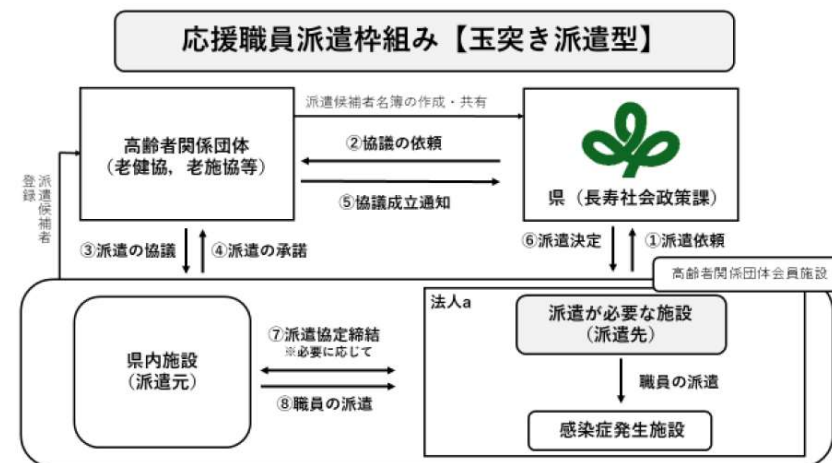 応援職員派遣枠組み【玉突き派遣型】
派遣候補者名簿の作成・共有
高齢者関係団体
（老健協，老施協等）
②協議の依頼
⑤協議成立通知
県（長寿社会政策課）
派遣候補者
登録
③派遣の協議
④派遣の承諾
⑥派遣決定
①派遣依頼
高齢者関係団体会員施設
法人a
派遣が必要な施設
（派遣先）
県内施設
（派遣元）
⑦派遣協定締結
※必要に応じて
⑧職員の派遣
職員の派遣
感染症発生施設